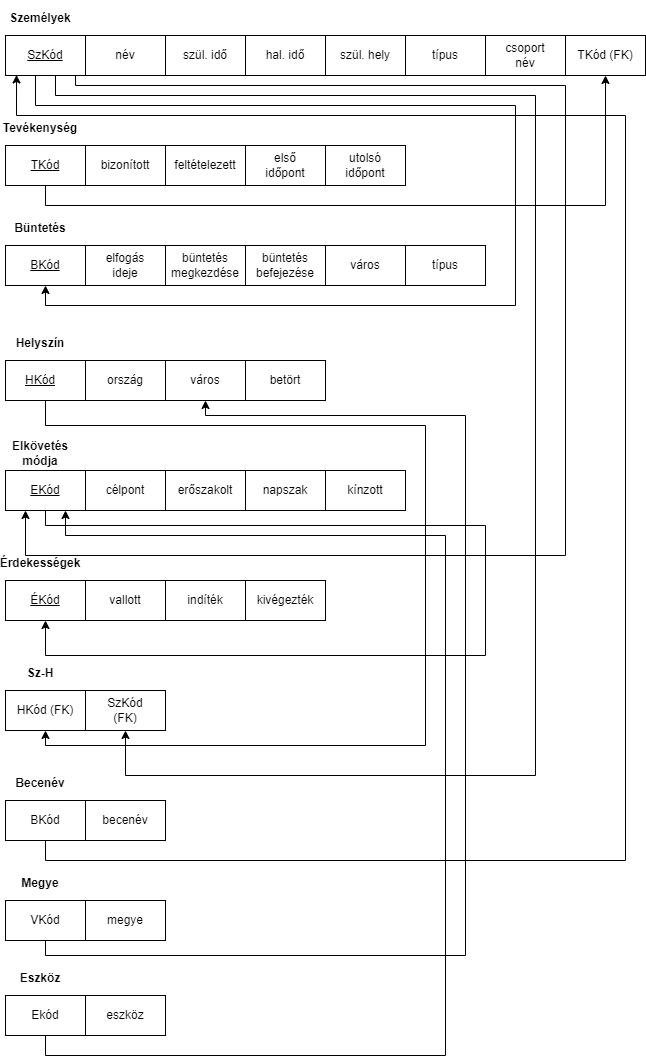 Személyek
SzKód név szül. idő hal. idő szül. hely típus csoport név TKód (FK)
Tevékenység
TKód bizonított feltételezett első időpont utolsó időpont
Büntetés
BKód elfogás ideje büntetés megkezdése büntetés befejezése város típus
Helyszín
HKód ország város betört
Elkövetés
módja
EKód célpont erőszakolt napszak kínzott
Érdekességek
ÉKód vallott indíték kivégezték
Sz-H
HKód (FK) SzKód (FK)
Becenév
BKód becenév
Megye
VKód megye
Eszköz
Ekód eszköz